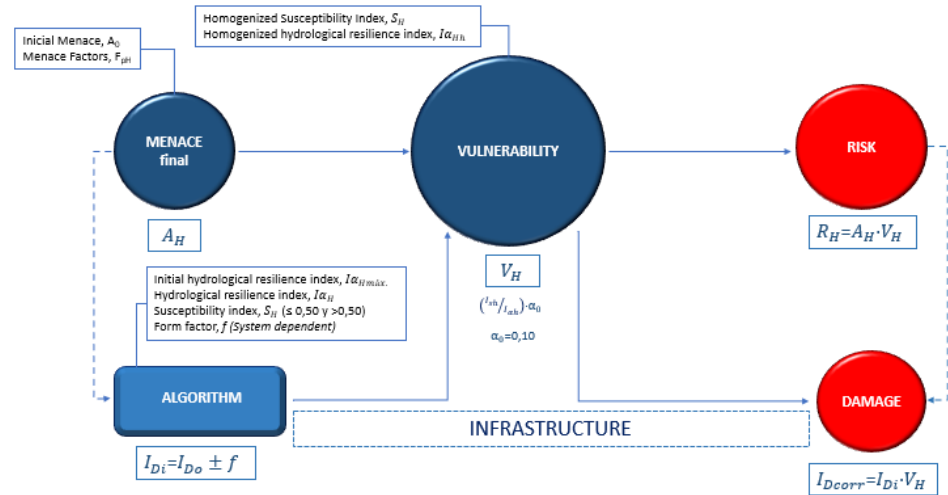 Homogenized Susceptibility Index, S_H
Homogenized hydrological resilience index, Iα_Hh
Inicial Menace, A_0
Menace Factors, F_pH
MENACE
final
VULNERABILITY
RISK
A_H
V_H
R_H=A_H·V_H
(I_sh/I_αh)·α_0
α_0=0,10
Initial hydrological resilience index, Iα_Hmáx.
Hydrological resilience index, Iα_H
Susceptibility index, S_H (≤ 0,50 y >0,50)
Form factor, f (System dependent)
ALGORITHM
INFRASTRUCTURE
DAMAGE
I_Di=I_Do ± f
I_Dcorr=I_Di·V_H